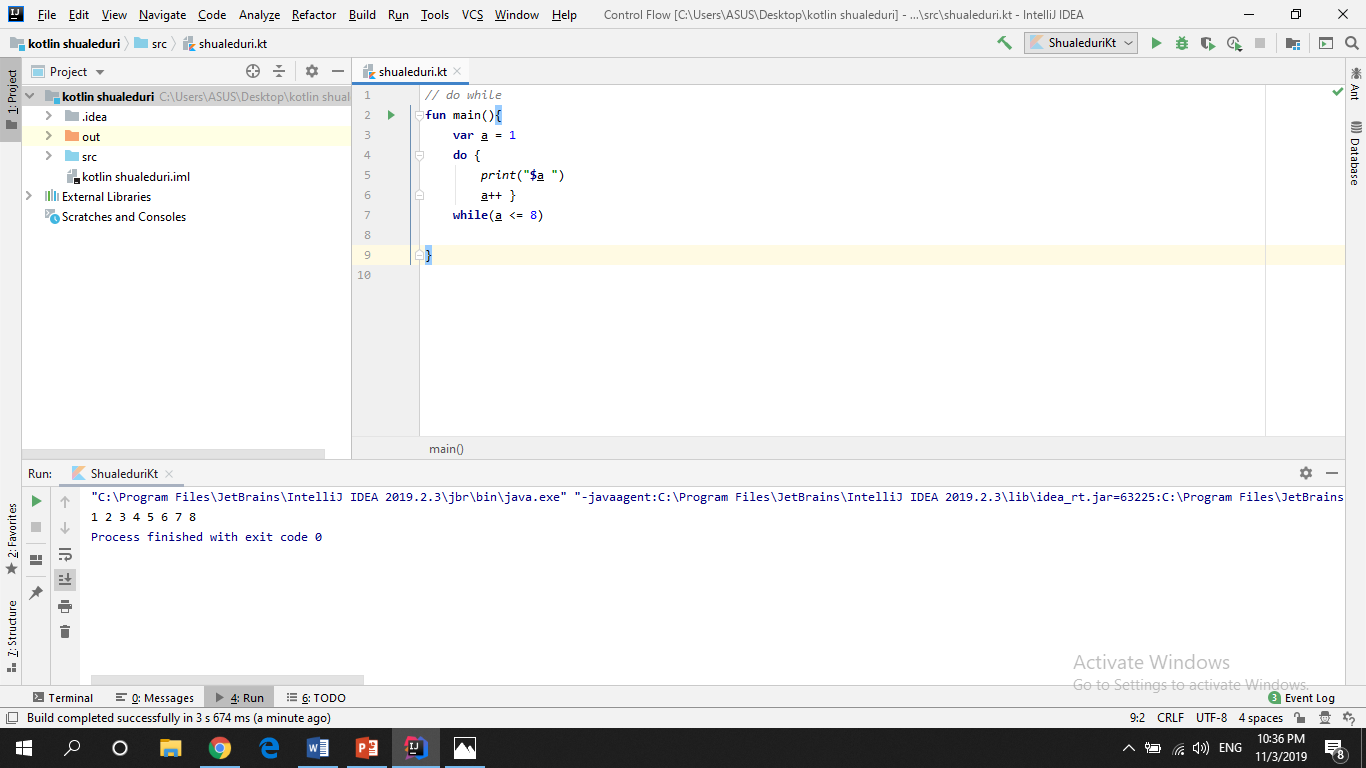 File Edit View Navigate Code Analyze Refactor Build Run Tools VCS Window Help Control Flow [C:\Users\ASUS\Desktop\kotlin shualeduri] - ...\src\shualeduri.kt - IntelliJ IDEA
kotlin shualeduri src shualeduri.kt ShualeduriKt
1: Project
Project
kotlin shualeduri C:\Users\ASUS\Desktop\kotlin shual
.idea
out
src
kotlin shualeduri.iml
External Libraries
Scratches and Consoles
shualeduri.kt
1 // do while
2 fun main(){
3 var a = 1
4 do {
5 print("$a ")
6 a++ }
7 while(a <= 8)
8
9 }
10
main()
Ant
Database
Run: ShualeduriKt
"C:\Program Files\JetBrains\IntelliJ IDEA 2019.2.3\jbr\bin\java.exe" "-javaagent:C:\Program Files\JetBrains\IntelliJ IDEA 2019.2.3\lib\idea_rt.jar=63225:C:\Program Files\JetBrains
1 2 3 4 5 6 7 8
Process finished with exit code 0
2: Favorites
7: Structure
Activate Windows
Go to Settings to activate Windows.
Terminal 0: Messages 4: Run 6: TODO 3 Event Log
Build completed successfully in 3 s 674 ms (a minute ago) 9:2 CRLF UTF-8 4 spaces
ENG
10:36 PM
11/3/2019
8